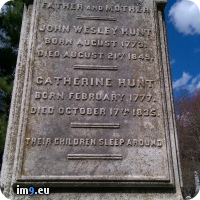 FATHER AND MOTHER
JOHN WESLEY HUNT
BORN AUGUST 1773.
DIED AUGUST 21ST 1849.
CATHERINE HUNT
BORN FEBRUARY 1777.
DIED OCTOBER 17TH
THEIR CHILDREN SLEEP AROUND
im9.eu